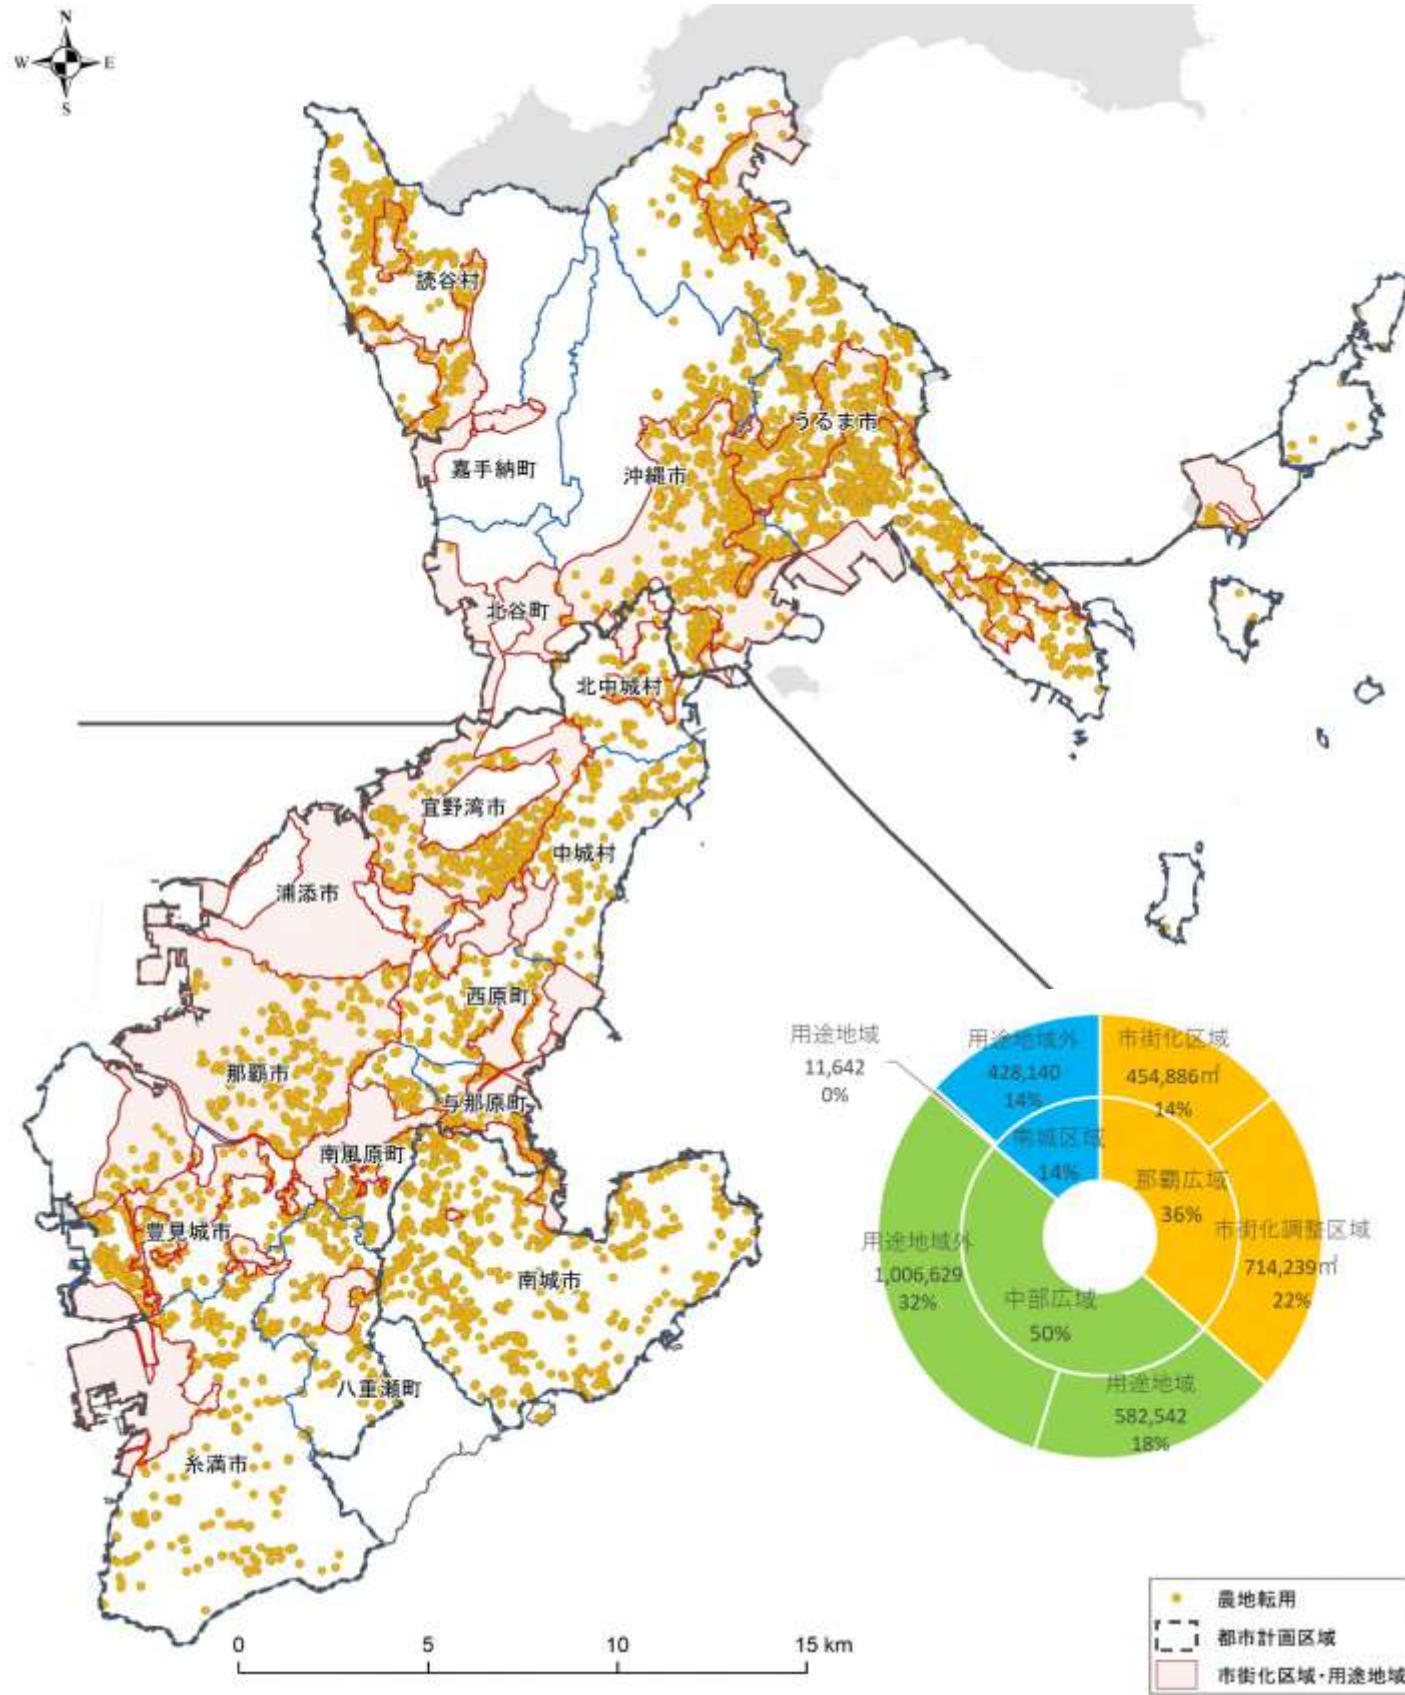 N
W
E
S
読谷村
うるま市
嘉手納町
沖縄市
北谷町
北中城村
宜野湾市
中城村
浦添市
西原町
那覇市
与那原町
南風原町
豊見城市
南城市
八重瀬町
糸満市
用途地域
11,642
0%
用途地域外
428,140
14%
市街化区域
454,886㎡
14%
南城区域
14%
那覇広域
36%
市街化調整区域
714,239㎡
22%
用途地域外
1,006,629
32%
中部広域
50%
用途地域
582,542
18%
農地転用
都市計画区域
市街化区域・用途地域
0
5
10
15 km